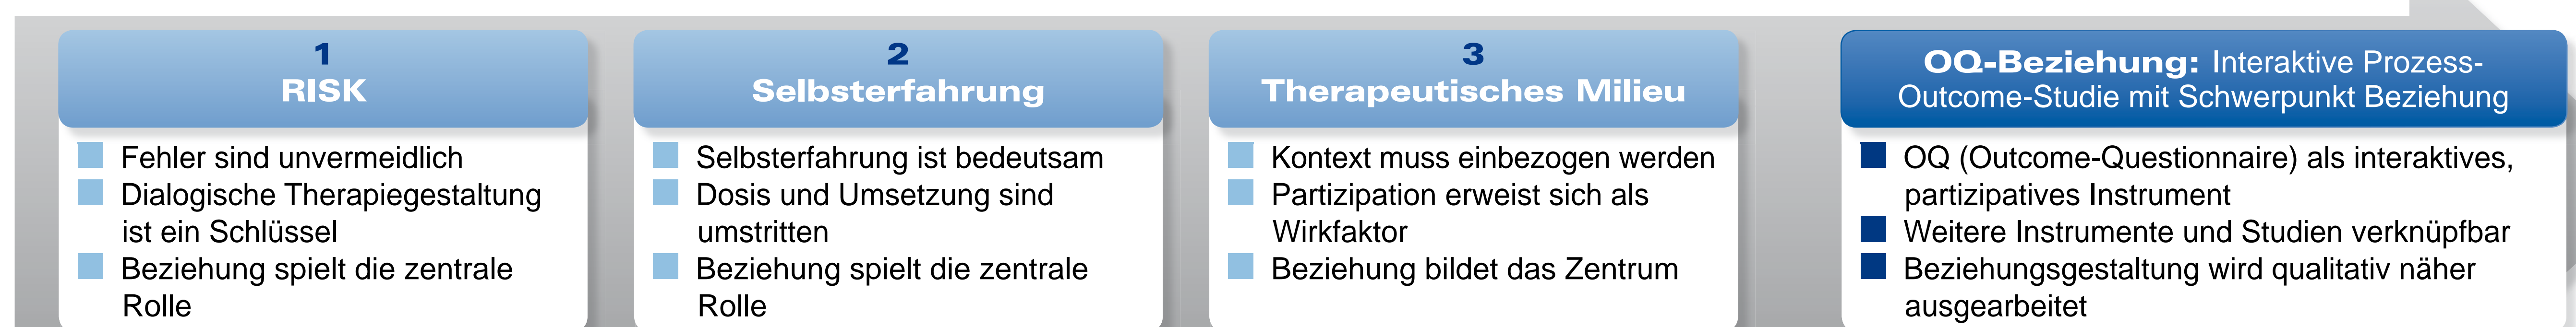 1
RISK
Fehler sind unvermeidlich
Dialogische Therapiegestaltung
ist ein Schlüssel
Beziehung spielt die zentrale
Rolle
2
Selbsterfahrung
Selbsterfahrung ist bedeutsam
Dosis und Umsetzung sind
umstritten
Beziehung spielt die zentrale
Rolle
3
Therapeutisches Milieu
Kontext muss einbezogen werden
Partizipation erweist sich als
Wirkfaktor
Beziehung bildet das Zentrum
OQ-Beziehung: Interaktive Prozess-
Outcome-Studie mit Schwerpunkt Beziehung
OQ (Outcome-Questionnaire) als interaktives,
partizipatives Instrument
Weitere Instrumente und Studien verknüpfbar
Beziehungsgestaltung wird qualitativ näher
ausgearbeitet